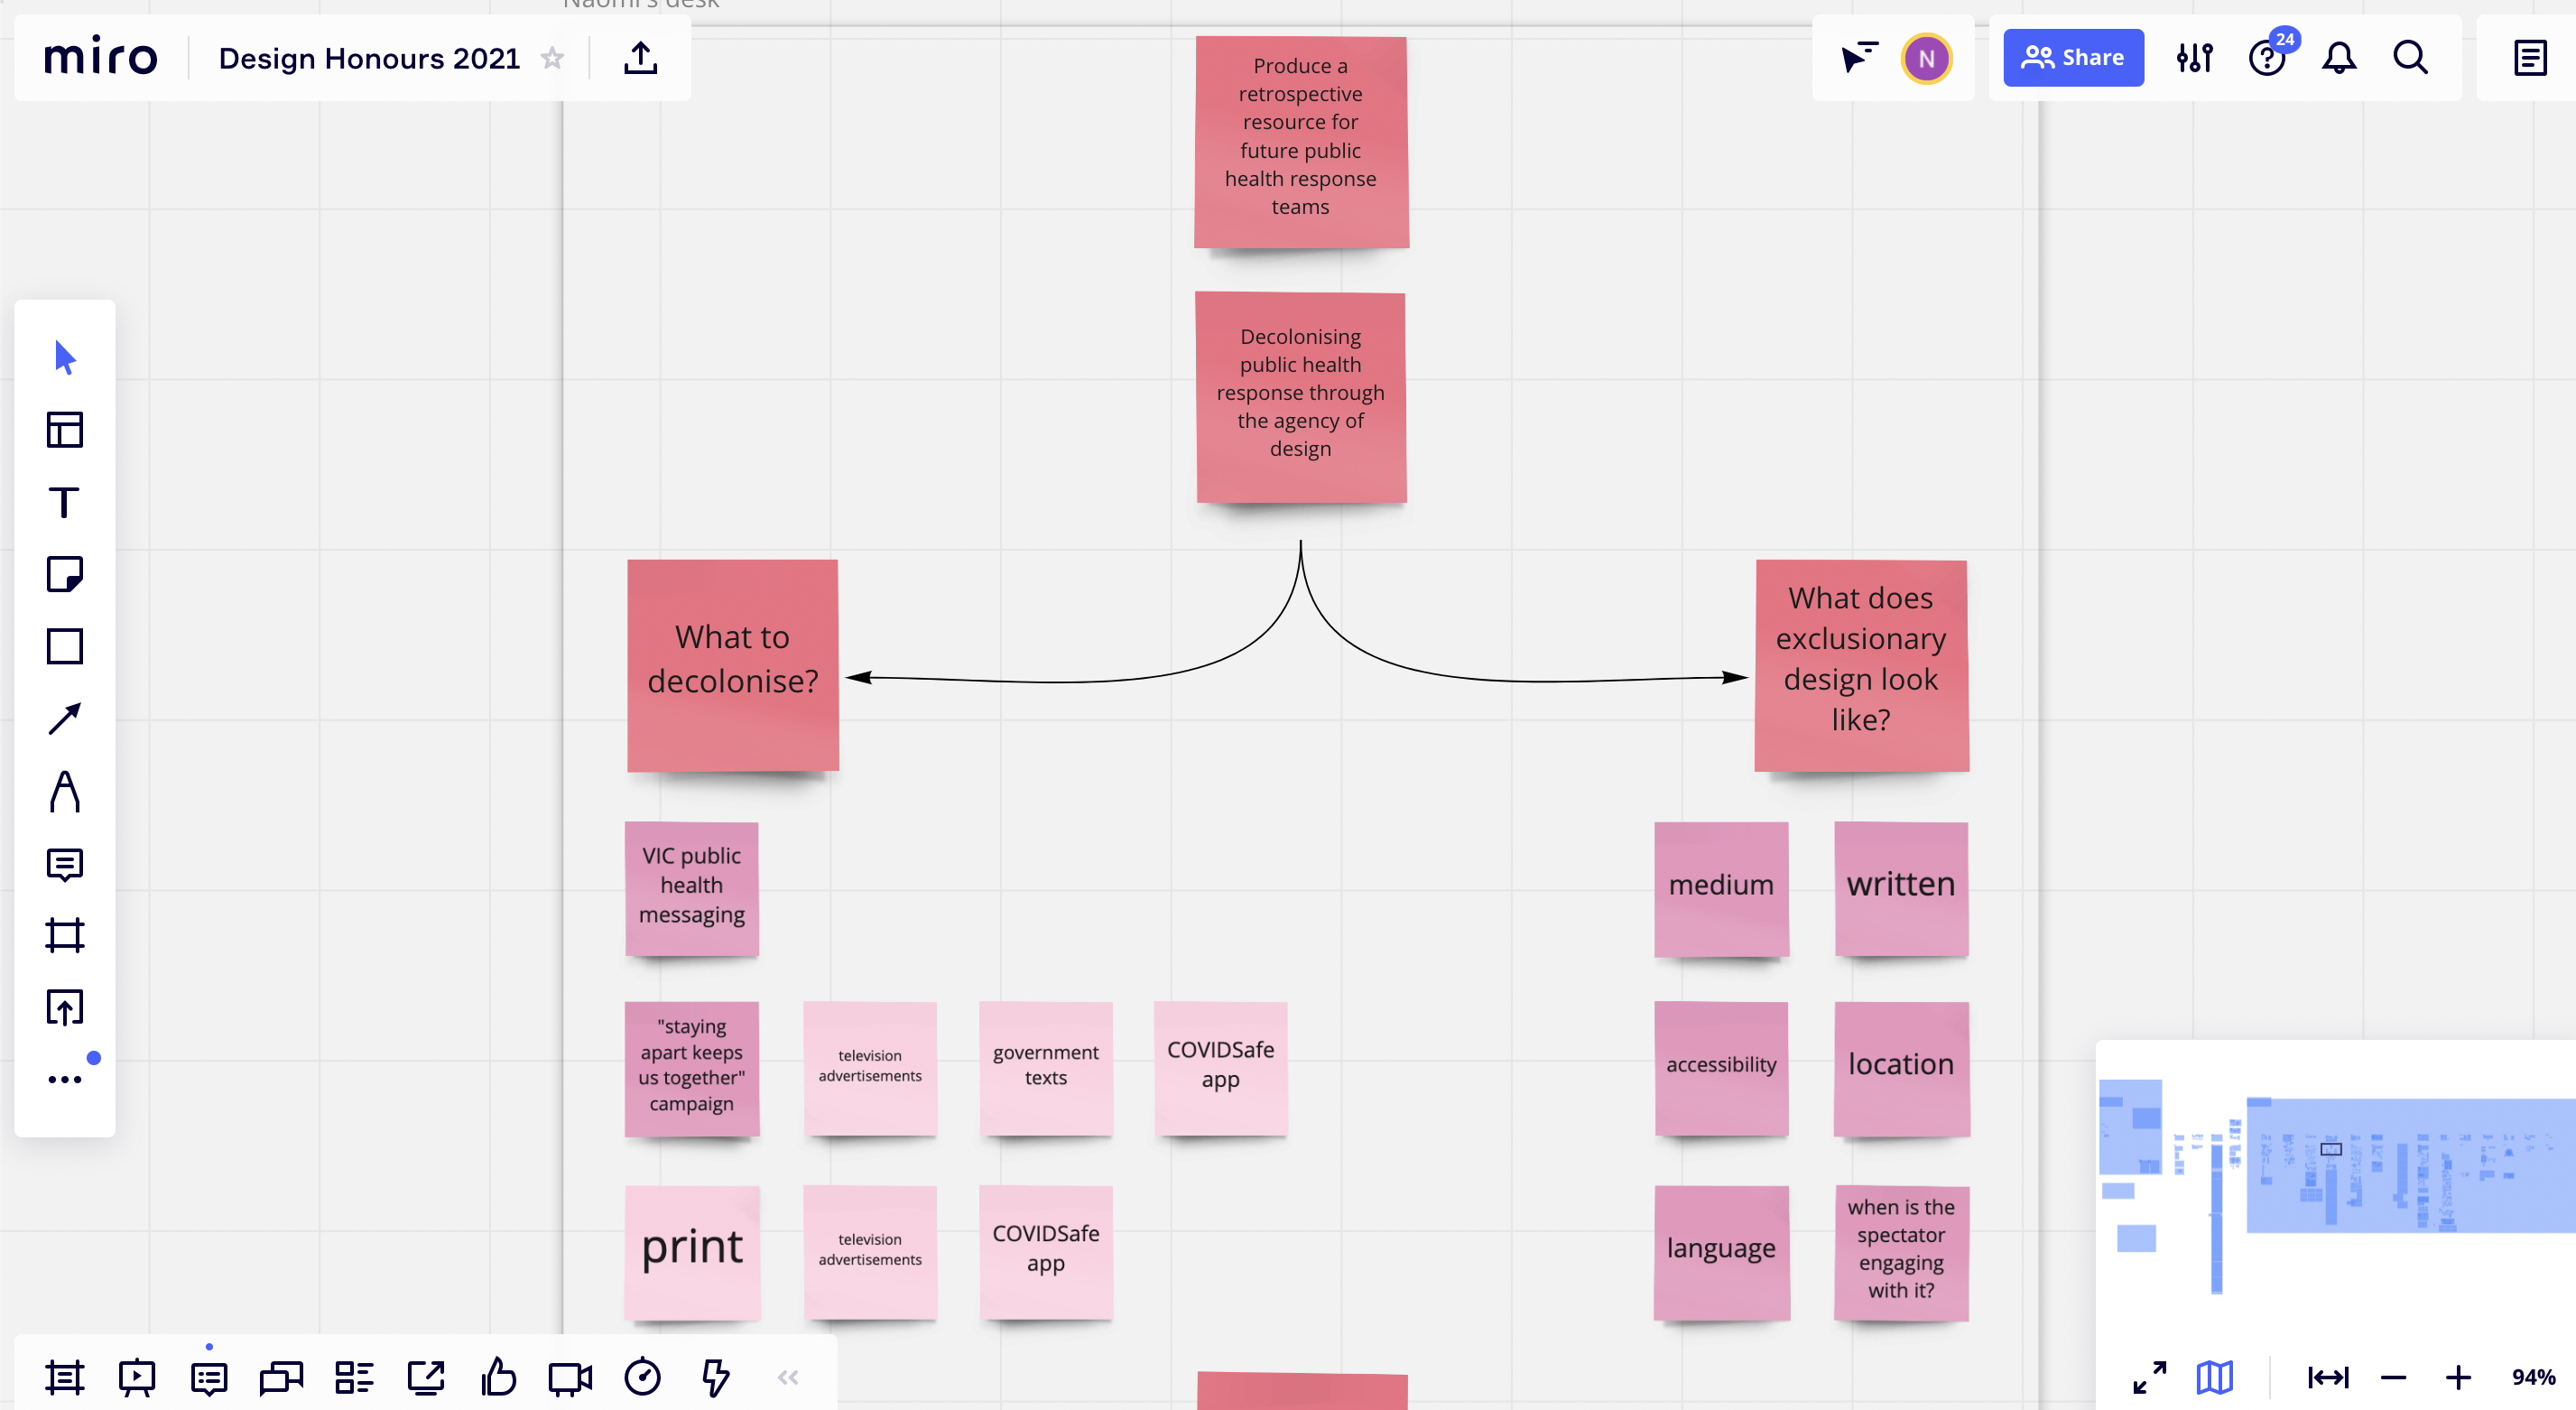 Naomi's desk
miro
Design Honours 2021
N
Share
24
Produce a
retrospective
resource for
future public
health response
teams
Decolonising
public health
response through
the agency of
design
What to
decolonise?
What does
exclusionary
design look
like?
VIC public
health
messaging
medium
written
"staying
apart keeps
us together"
campaign
television
advertisements
government
texts
COVIDSafe
app
accessibility
location
print
television
advertisements
COVIDSafe
app
language
when is the
spectator
engaging
with it?
94%